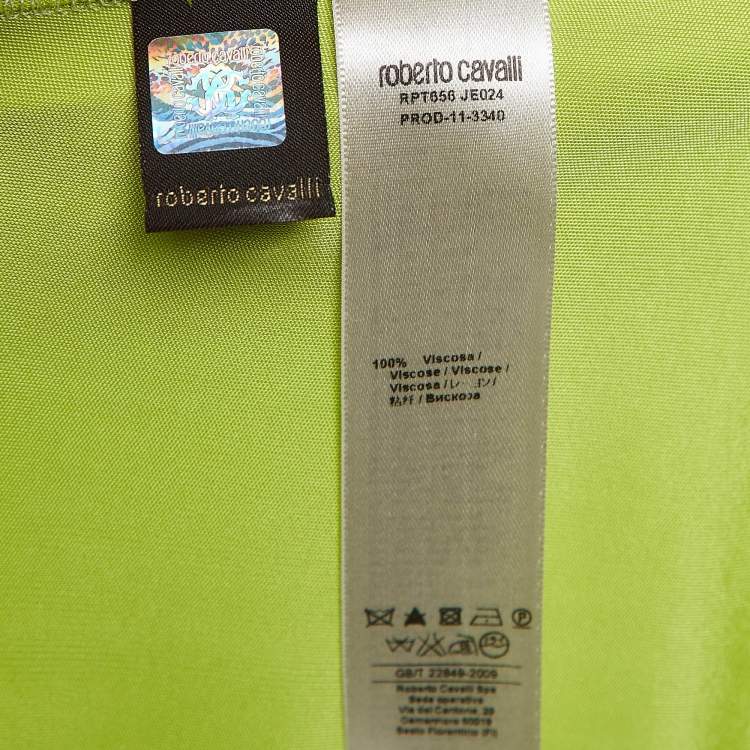 roberto cavalli
roberto cavalli
roberto cavalli
RPT656 JE024
PROD-11-3340
100% Viscosa /
Viscose / Viscose /
Viscosa / レーヨン /
粘纤 / Вискоза
GB/T 22849-2009
Roberto Cavalli Spa
Sede operativa
Via del Cantone, 29
Osmannoro 50019
Sesto Fiorentino (FI)